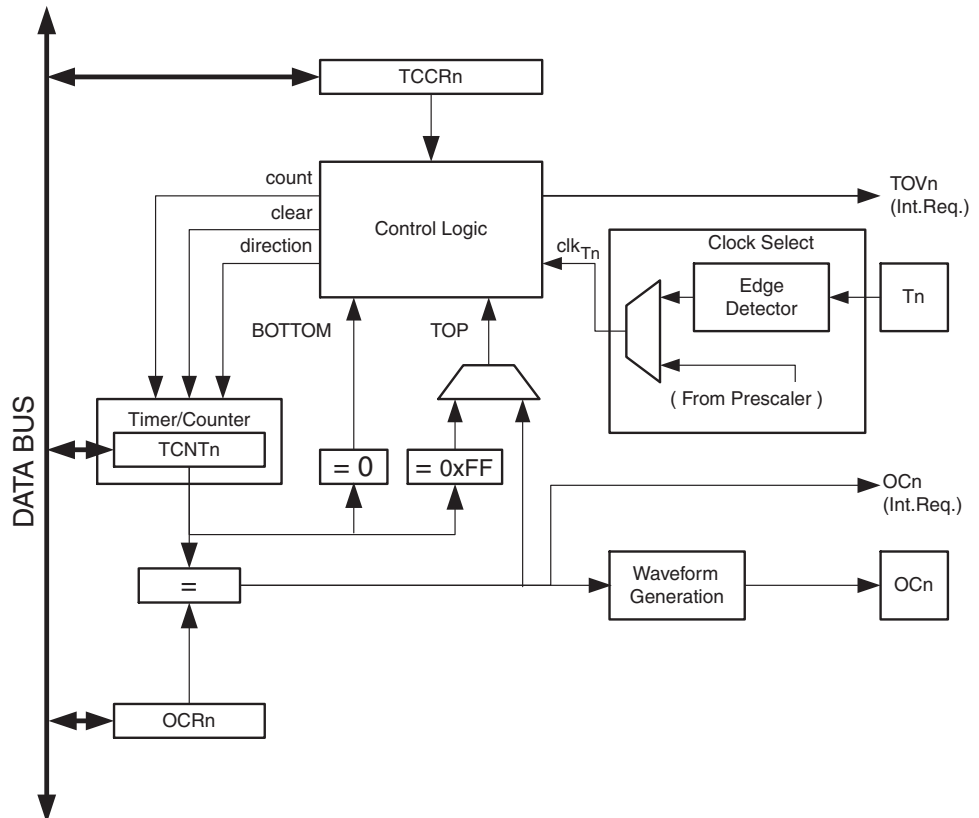 TCCRn
count
clear
direction
Control Logic
TOVn
(Int.Req.)
clkTn
Clock Select
Edge
Detector
Tn
( From Prescaler )
BOTTOM
TOP
Timer/Counter
TCNTn
= 0
= 0xFF
OCn
(Int.Req.)
=
Waveform
Generation
OCn
OCRn
DATA BUS